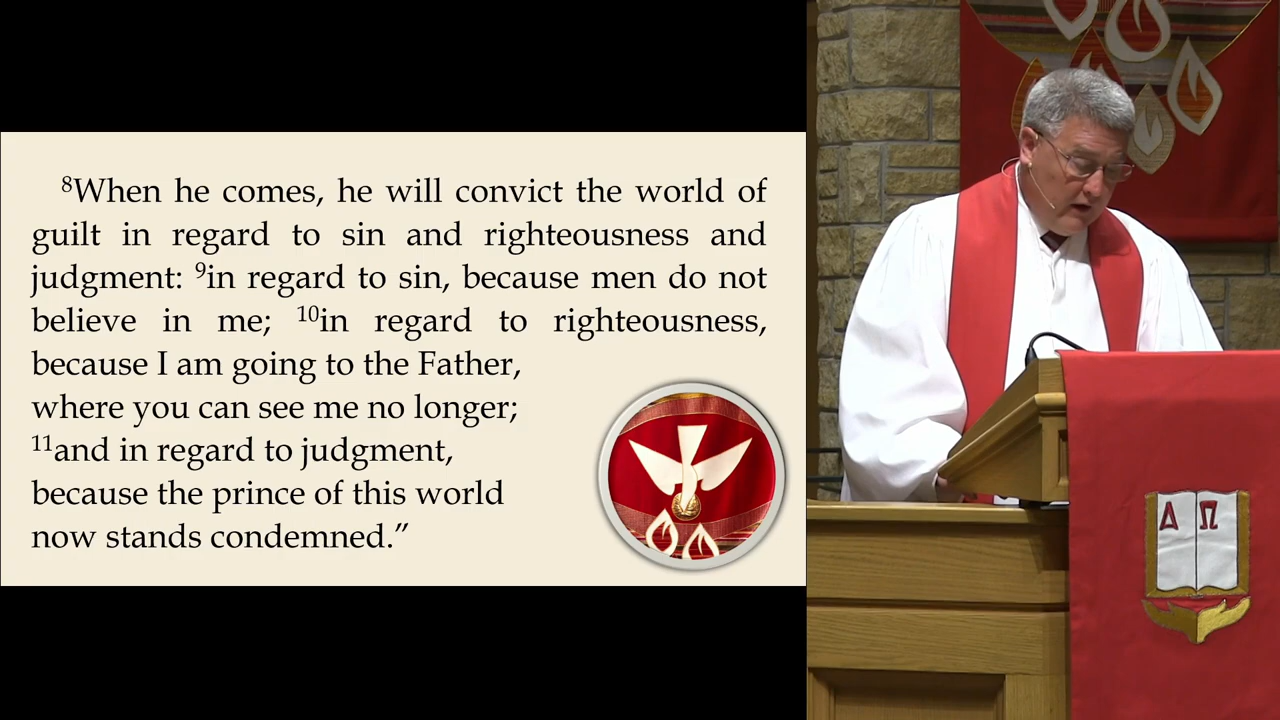 ⁸When he comes, he will convict the world of
guilt in regard to sin and righteousness and
judgment: ⁹in regard to sin, because men do not
believe in me; ¹⁰in regard to righteousness,
because I am going to the Father,
where you can see me no longer;
¹¹and in regard to judgment,
because the prince of this world
now stands condemned.”
Α Ω